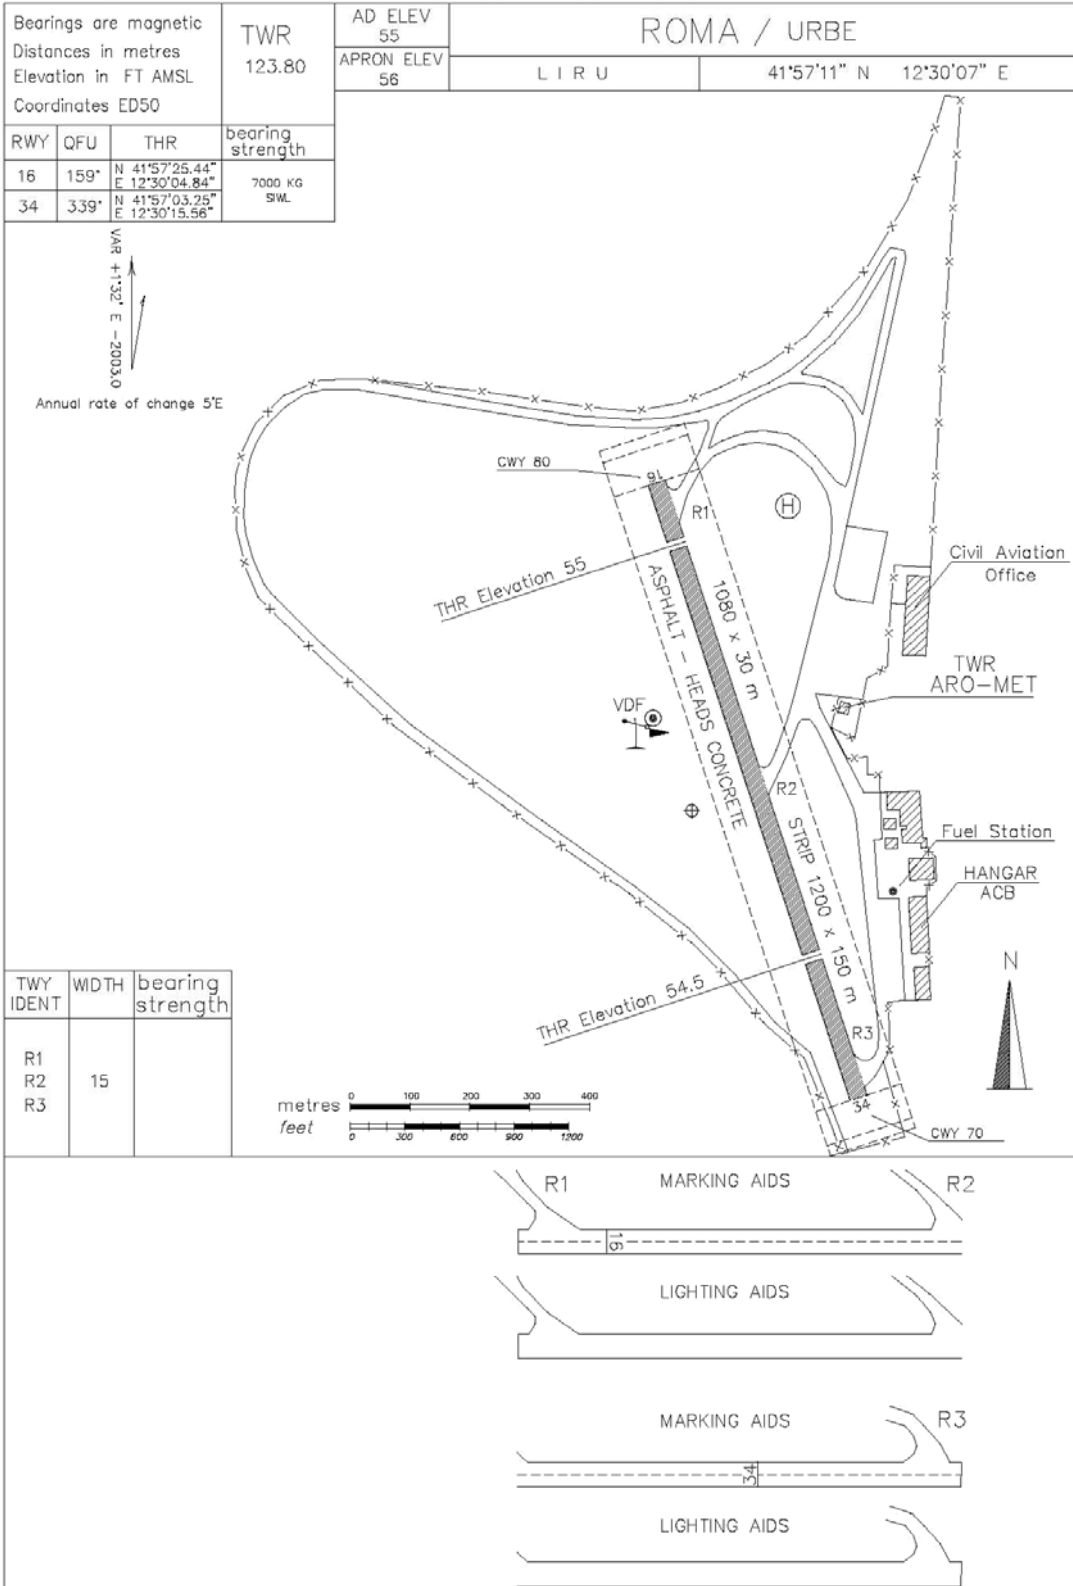 Bearings are magnetic
Distances in metres
Elevation in FT AMSL
Coordinates ED50
TWR
123.80
AD ELEV
55
APRON ELEV
56
ROMA / URBE
LIRU
41°57'11" N 12°30'07" E
RWY QFU THR bearing strength
16 159° N 41°57'25.44"
E 12°30'04.84"
34 339° N 41°57'03.25"
E 12°30'15.56"
7000 KG
SIWL
VAR +1°32' E -2003.0
Annual rate of change 5'E
CWY 80
16
R1
H
THR Elevation 55
ASPHALT - HEADS CONCRETE
1080 x 30 m
Civil Aviation
Office
TWR
ARO-MET
VDF
R2
STRIP 1200 x 150 m
Fuel Station
HANGAR
ACB
THR Elevation 54.5
R3
34
CWY 70
N
TWY IDENT
WIDTH
bearing strength
R1
R2 15
R3
metres 0 100 200 300 400
feet 0 300 600 900 1200
R1 MARKING AIDS R2
16
LIGHTING AIDS
MARKING AIDS R3
34
LIGHTING AIDS